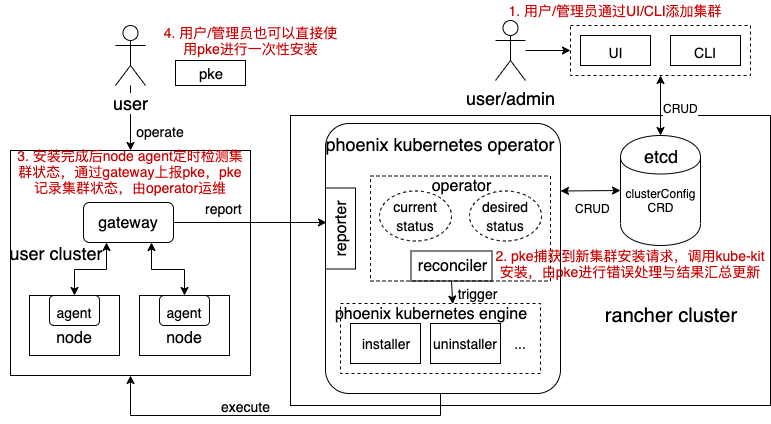 1. 用户/管理员通过UI/CLI添加集群
4. 用户/管理员也可以直接使
用pke进行一次性安装
pke
UI
CLI
user
user/admin
CRUD
operate
3. 安装完成后node agent定时检测集
群状态，通过gateway上报pke，pke
记录集群状态，由operator运维
phoenix kubernetes operator
etcd
clusterConfig
CRD
operator
current
status
desired
status
CRUD
gateway
report
reporter
user cluster
reconciler
2. pke捕获到新集群安装请求，调用kube-kit
安装，由pke进行错误处理与结果汇总更新
trigger
agent
node
agent
node
phoenix kubernetes engine
installer
uninstaller
...
rancher cluster
execute